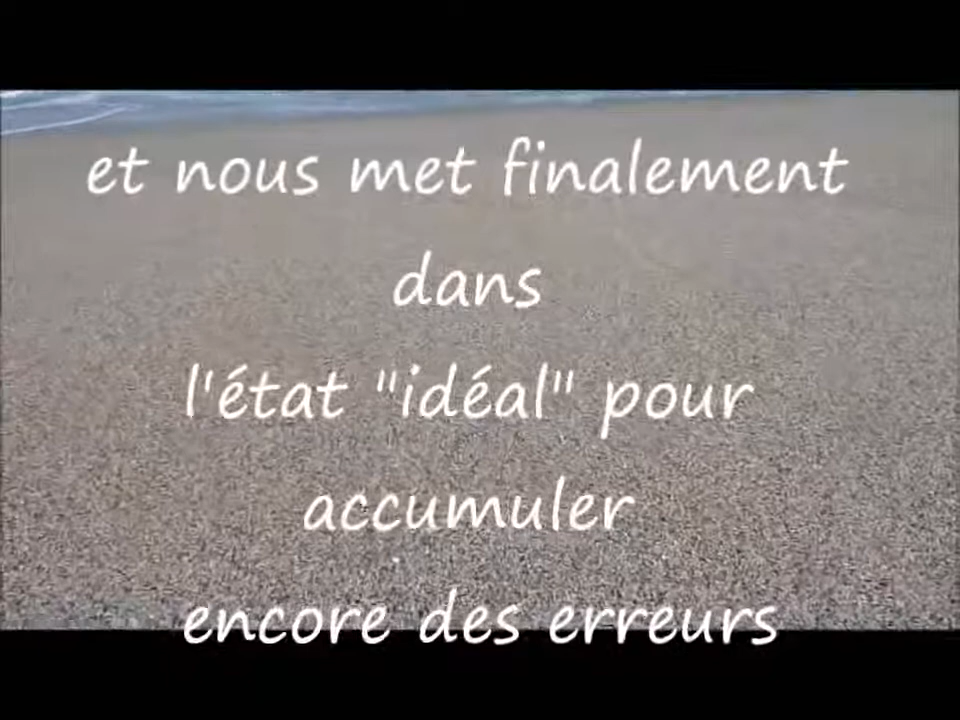 et nous met finalement
dans
l'état "idéal" pour
accumuler
encore des erreurs